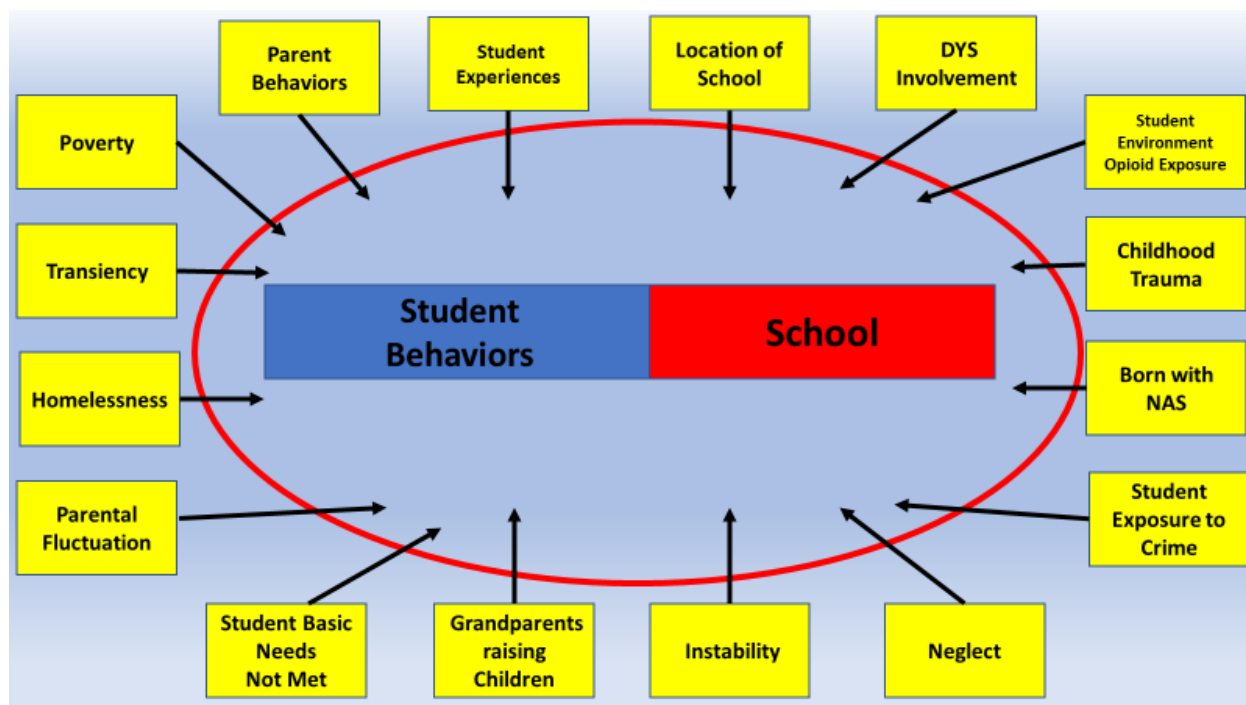 Parent
Behaviors
Student
Experiences
Location of
School
DYS
Involvement
Poverty
Student
Environment
Opioid Exposure
Transiency
Childhood
Trauma
Student
Behaviors
School
Homelessness
Born with
NAS
Parental
Fluctuation
Student
Exposure to
Crime
Student Basic
Needs
Not Met
Grandparents
raising
Children
Instability
Neglect